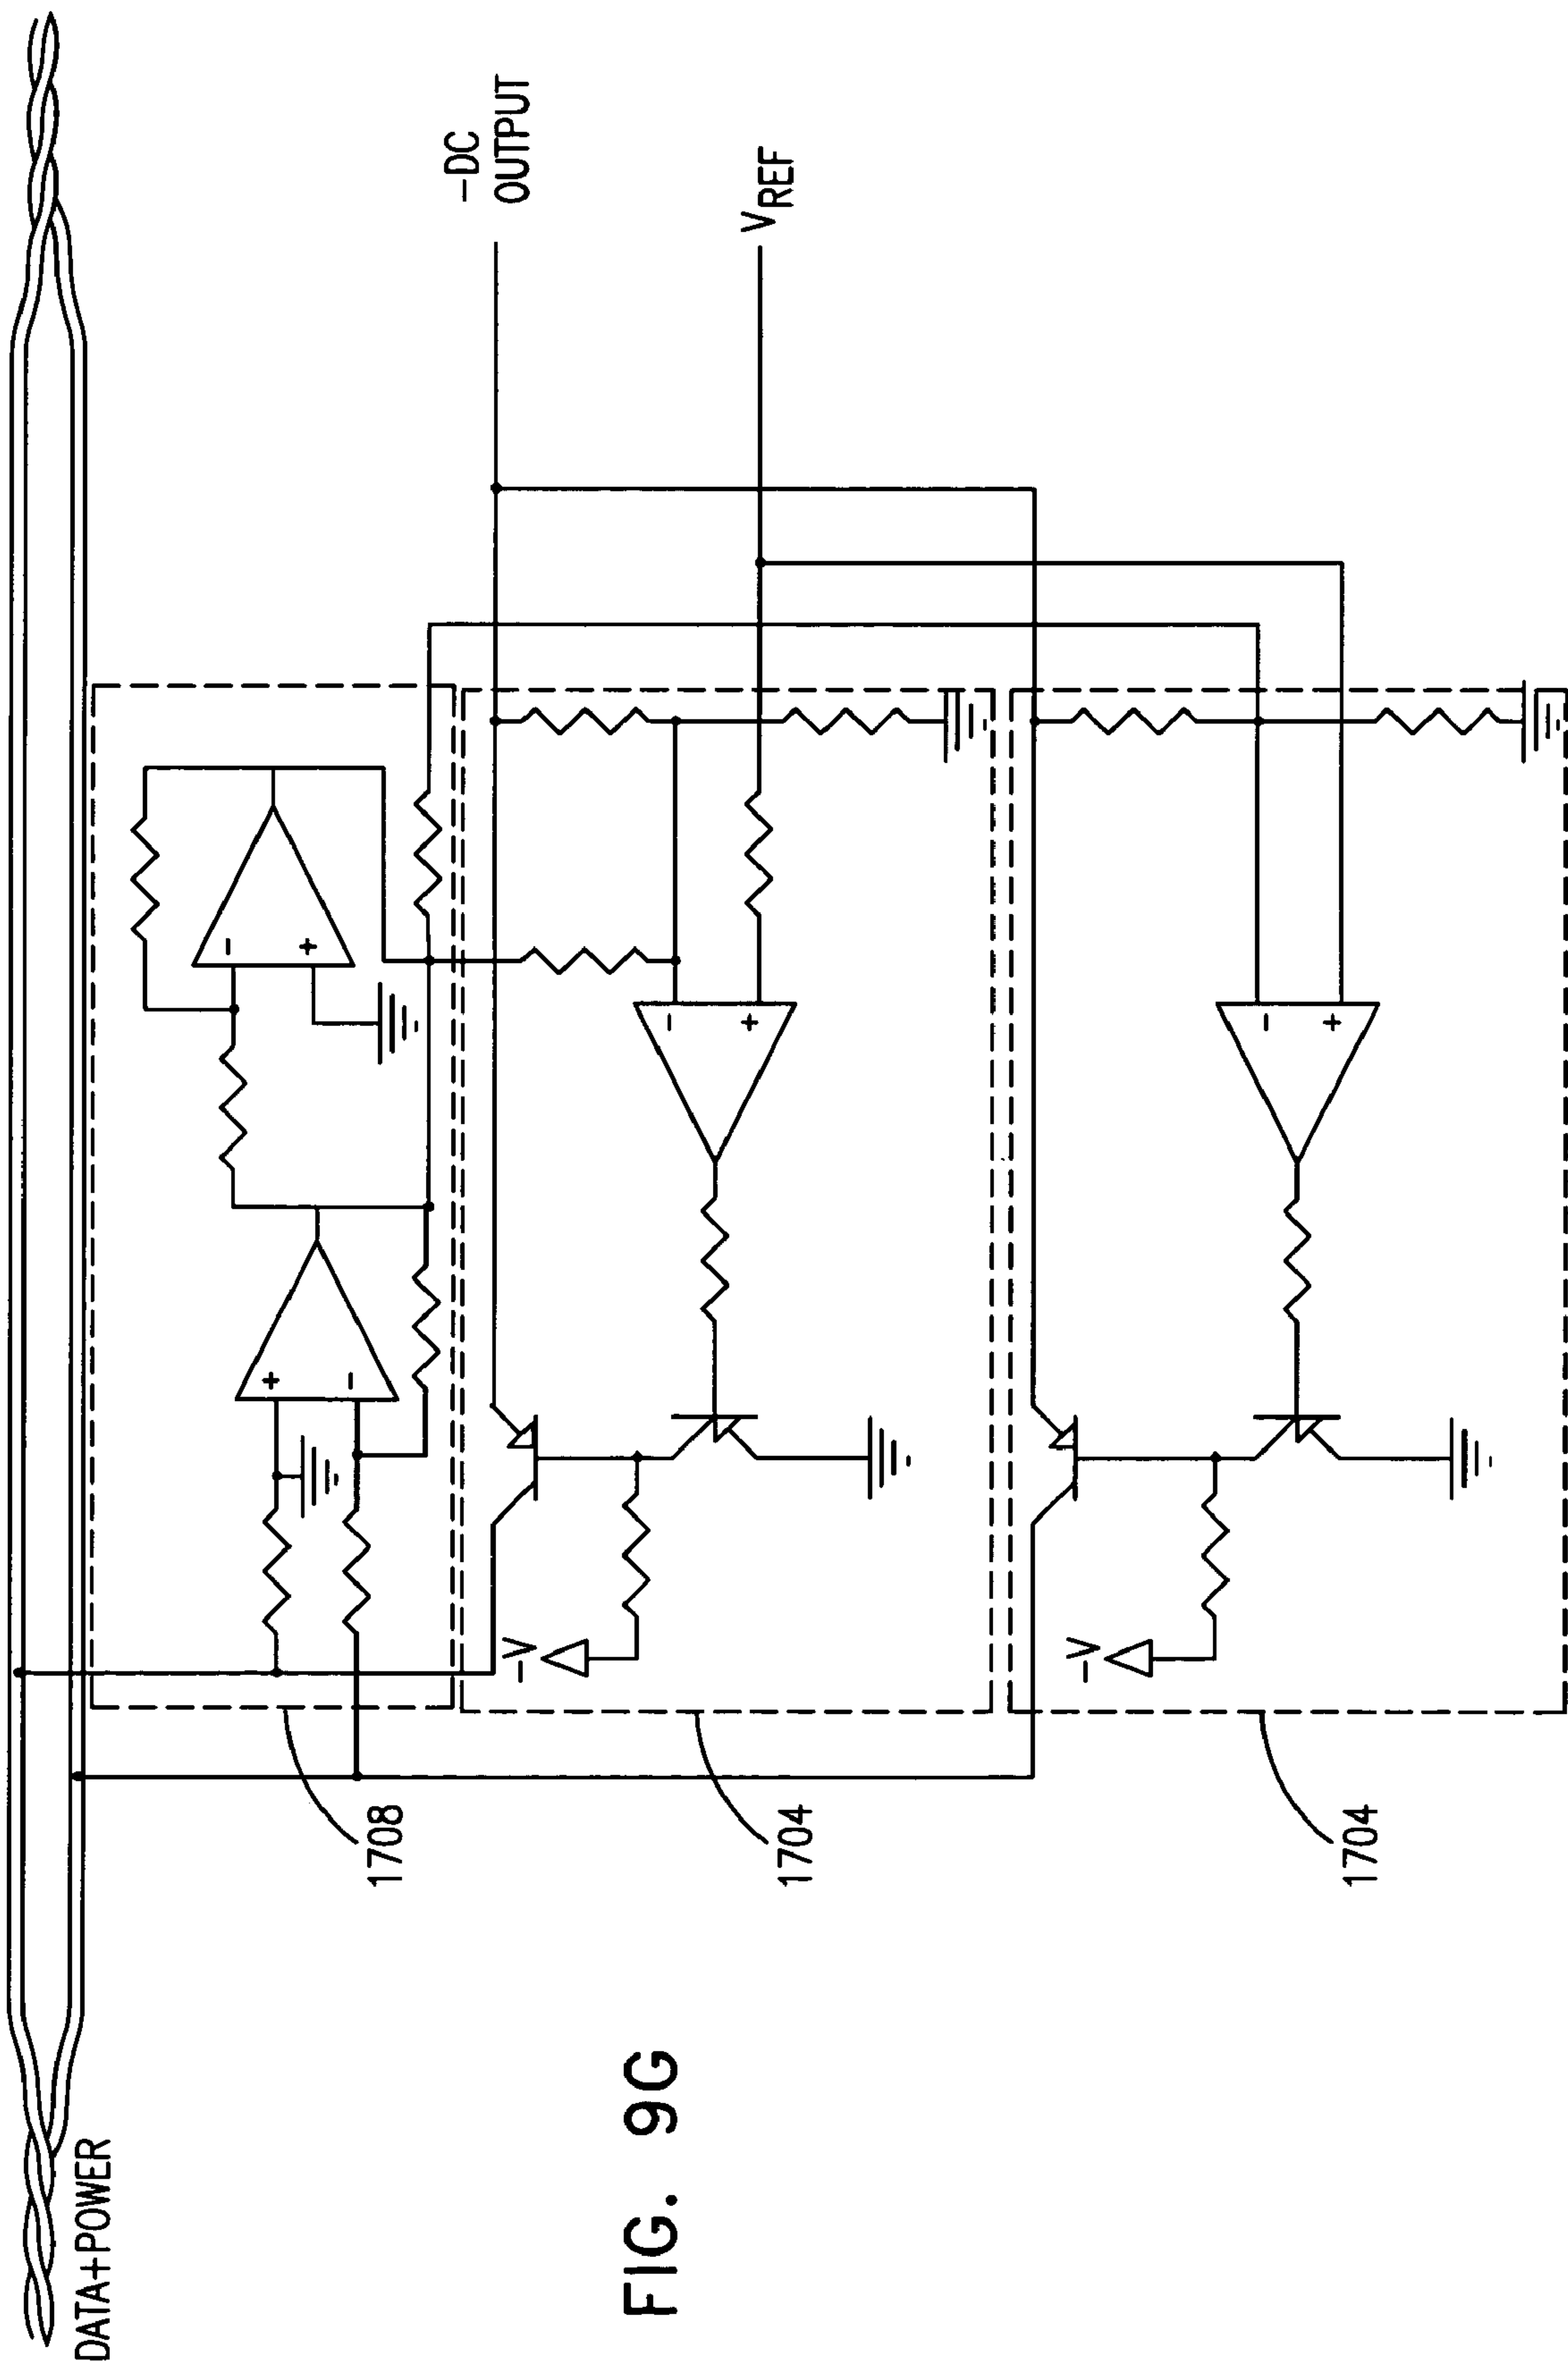 DATA+POWER
-DC
OUTPUT
VREF
+
-
-
+
-
+
-
+
-V
-V
1708
1704
1704
FIG. 9G